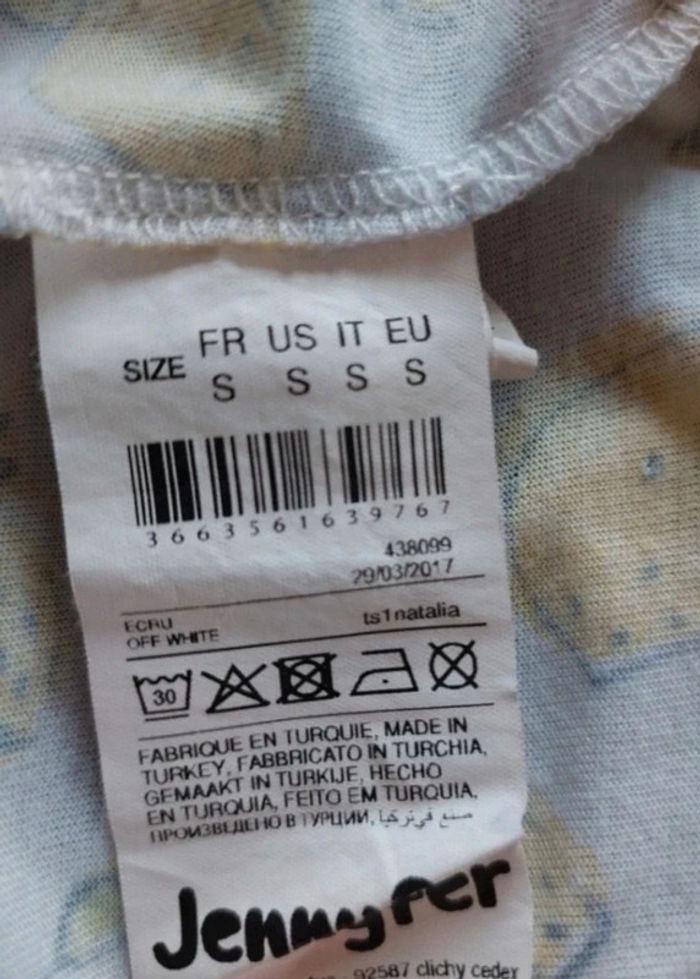 FR US IT EU
SIZE S S S S
3663561639767
438099
29/03/2017
ECRU
OFF WHITE
ts1natalia
30
FABRIQUE EN TURQUIE, MADE IN
TURKEY, FABBRICATO IN TURCHIA,
GEMAAKT IN TURKIJE, HECHO
EN TURQUIA, FEITO EM TURQUIA,
ПРОИЗВЕДЕНО В ТУРЦИИ, صنع في تركيا
Jennyfer
92587 clichy cedex